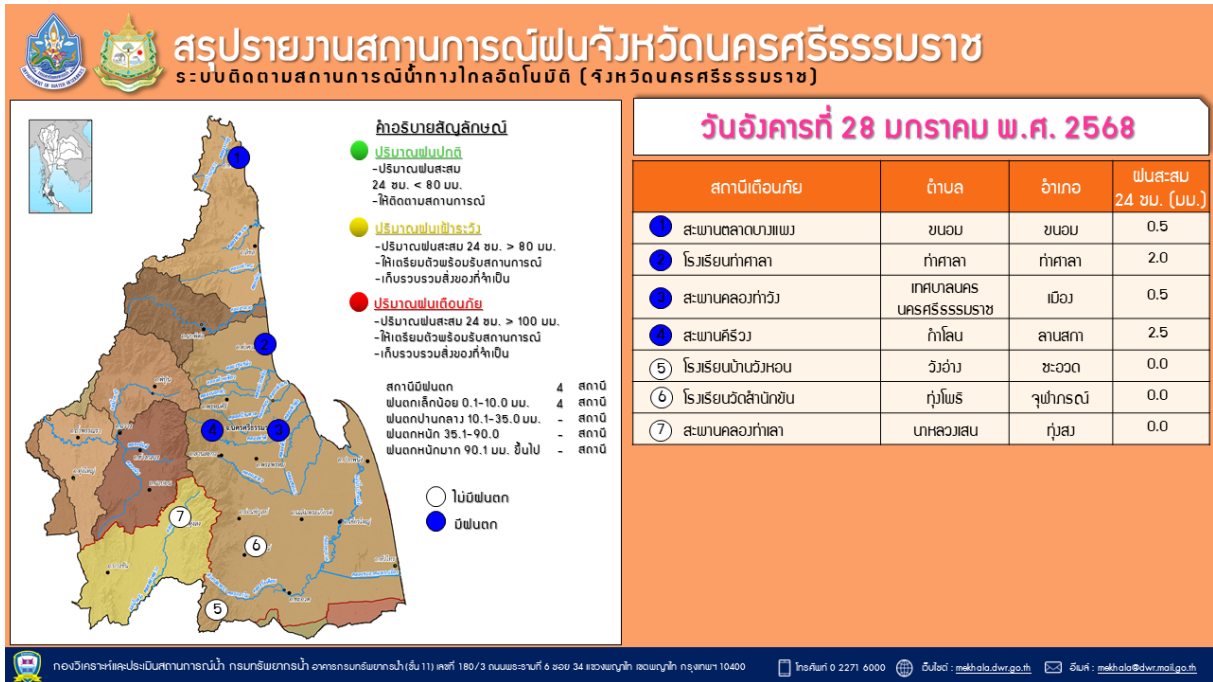 สรุปรายงานสถานการณ์ฝนจังหวัดนครศรีธรรมราช
ระบบติดตามสถานการณ์น้ำทางไกลอัตโนมัติ (จังหวัดนครศรีธรรมราช)
คำอธิบายสัญลักษณ์
ปริมาณฝนปกติ
-ปริมาณฝนสะสม
24 ชม. < 80 มม.
-ให้ติดตามสถานการณ์
ปริมาณฝนเฝ้าระวัง
-ปริมาณฝนสะสม 24 ชม. > 80 มม.
-ให้เตรียมตัวพร้อมรับสถานการณ์
-เก็บรวบรวมสิ่งของที่จำเป็น
ปริมาณฝนเตือนภัย
-ปริมาณฝนสะสม 24 ชม. > 100 มม.
-ให้เตรียมตัวพร้อมรับสถานการณ์
-เก็บรวบรวมสิ่งของที่จำเป็น
สถานีมีฝนตก 4 สถานี
ฝนตกเล็กน้อย 0.1-10.0 มม. 4 สถานี
ฝนตกปานกลาง 10.1-35.0 มม. - สถานี
ฝนตกหนัก 35.1-90.0 - สถานี
ฝนตกหนักมาก 90.1 มม. ขึ้นไป - สถานี
ไม่มีฝนตก
มีฝนตก
1
2
4
3
7
6
5
วันอังคารที่ 28 มกราคม พ.ศ. 2568
สถานีเตือนภัย ตำบล อำเภอ ฝนสะสม
24 ชม. (มม.)
1 สะพานตลาดบางแพง ขนอม ขนอม 0.5
2 โรงเรียนท่าศาลา ท่าศาลา ท่าศาลา 2.0
3 สะพานคลองท่าวัง เทศบาลนคร
นครศรีธรรมราช เมือง 0.5
4 สะพานคีรีวง กำโลน ลานสกา 2.5
5 โรงเรียนบ้านวังหอน วังอ่าง ชะอวด 0.0
6 โรงเรียนวัดสำนักขัน ทุ่งโพธิ จุฬาภรณ์ 0.0
7 สะพานคลองท่าเลา นาหลวงเสน ทุ่งสง 0.0
กองวิเคราะห์และประเมินสถานการณ์น้ำ กรมทรัพยากรน้ำ อาคารกรมทรัพยากรน้ำ (ชั้น 11) เลขที่ 180/3 ถนนพระรามที่ 6 ซอย 34 แขวงพญาไท เขตพญาไท กรุงเทพฯ 10400 โทรศัพท์ 0 2271 6000 เว็บไซต์ : mekhala.dwr.go.th อีเมล์ : mekhala@dwr.mail.go.th